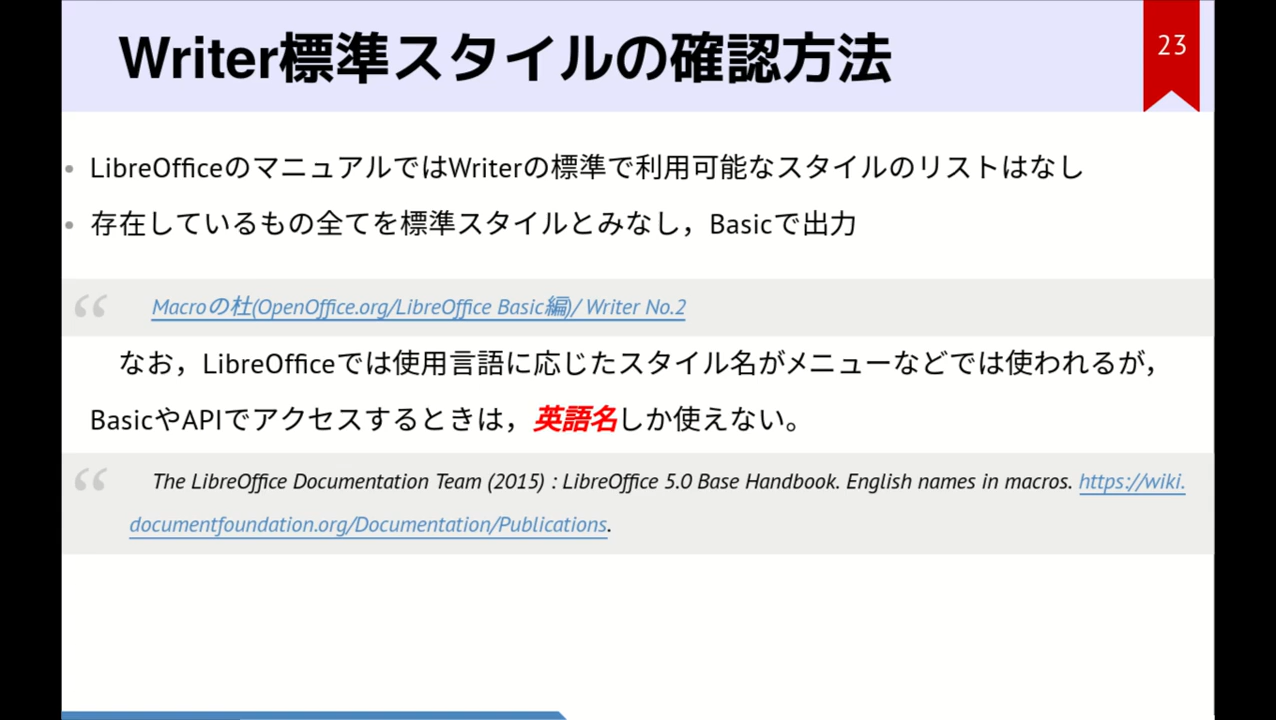 Writer標準スタイルの確認方法
23
• LibreOfficeのマニュアルではWriterの標準で利用可能なスタイルのリストはなし
• 存在しているもの全てを標準スタイルとみなし，Basicで出力
“ Macroの杜(OpenOffice.org/LibreOffice Basic編)/ Writer No.2
なお，LibreOfficeでは使用言語に応じたスタイル名がメニューなどでは使われるが，
BasicやAPIでアクセスするときは，英語名しか使えない。
“ The LibreOffice Documentation Team (2015) : LibreOffice 5.0 Base Handbook. English names in macros. https://wiki.
documentfoundation.org/Documentation/Publications.